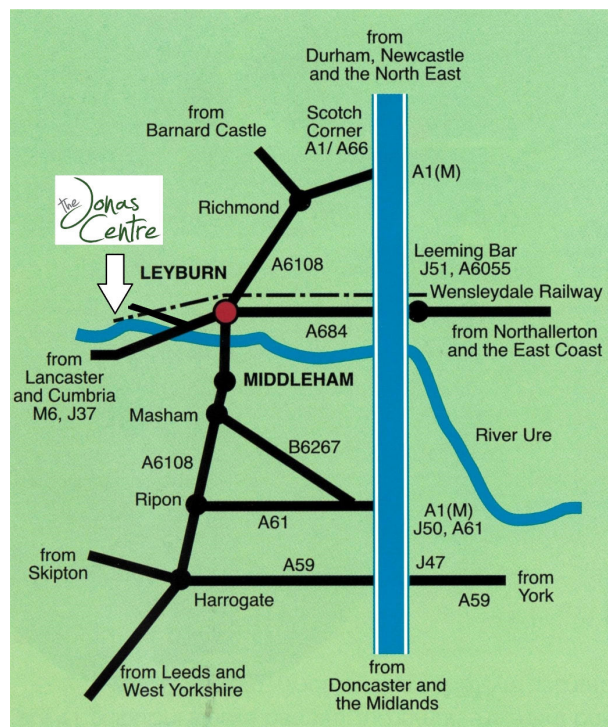 from
Durham, Newcastle
and the North East
from
Barnard Castle
Scotch
Corner
A1/ A66
A1(M)
The
Jonas
Centre
Richmond
A6108
LEYBURN
Leeming Bar
J51, A6055
Wensleydale Railway
A684
from Northallerton
and the East Coast
from
Lancaster
and Cumbria
M6, J37
MIDDLEHAM
Masham
B6267
River Ure
A6108
Ripon
A61
A1(M)
J50, A61
from
Skipton
A59
J47
Harrogate
A59
from
York
from Leeds and
West Yorkshire
from
Doncaster and
the Midlands